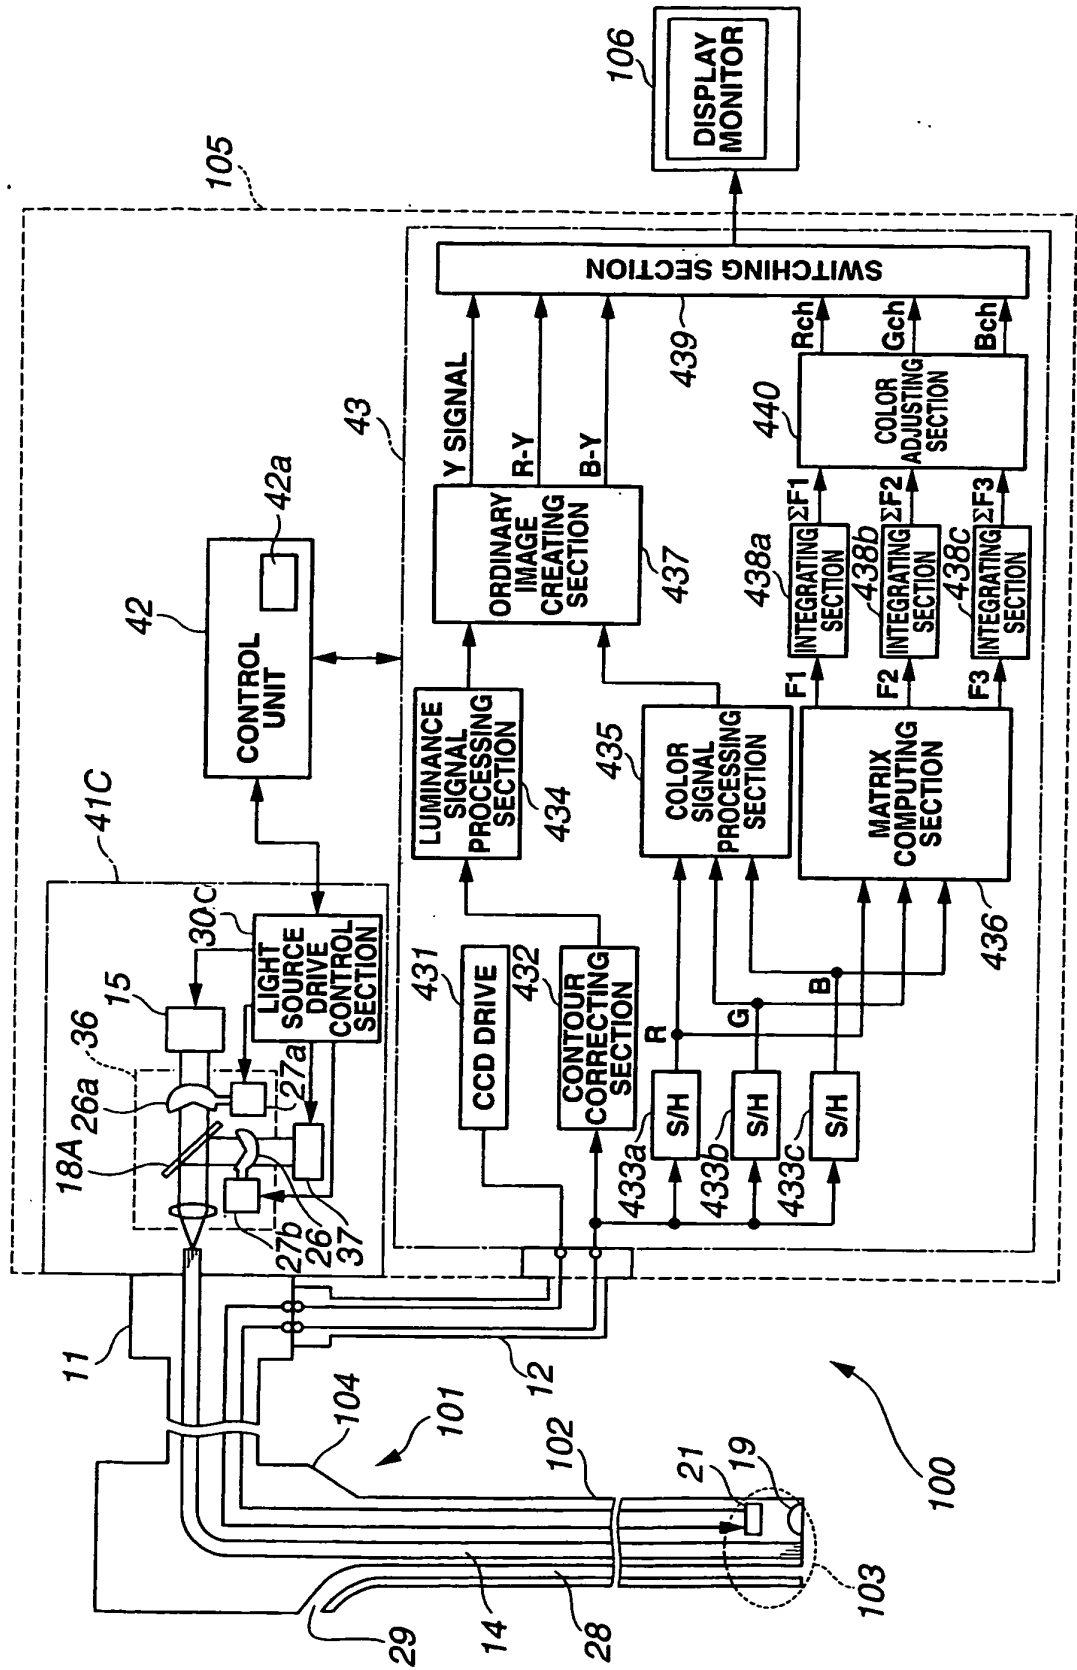 105
106
DISPLAY
MONITOR
41C
36
15
30C
26a
18A
LIGHT
SOURCE
DRIVE
CONTROL
SECTION
27a
27b
26
37
42
42a
CONTROL
UNIT
43
11
12
104
101
102
21
19
103
14
28
29
100
431
CCD DRIVE
432
CONTOUR
CORRECTING
SECTION
LUMINANCE
SIGNAL
PROCESSING
SECTION
434
ORDINARY
IMAGE
CREATING
SECTION
437
Y SIGNAL
R-Y
B-Y
SWITCHING SECTION
439
433a
S/H
433b
S/H
433c
S/H
R
G
B
COLOR
SIGNAL
PROCESSING
SECTION
435
MATRIX
COMPUTING
SECTION
436
F1
F2
F3
438a
INTEGRATING
SECTION
438b
INTEGRATING
SECTION
438c
INTEGRATING
SECTION
ΣF1
ΣF2
ΣF3
440
COLOR
ADJUSTING
SECTION
Rch
Gch
Bch